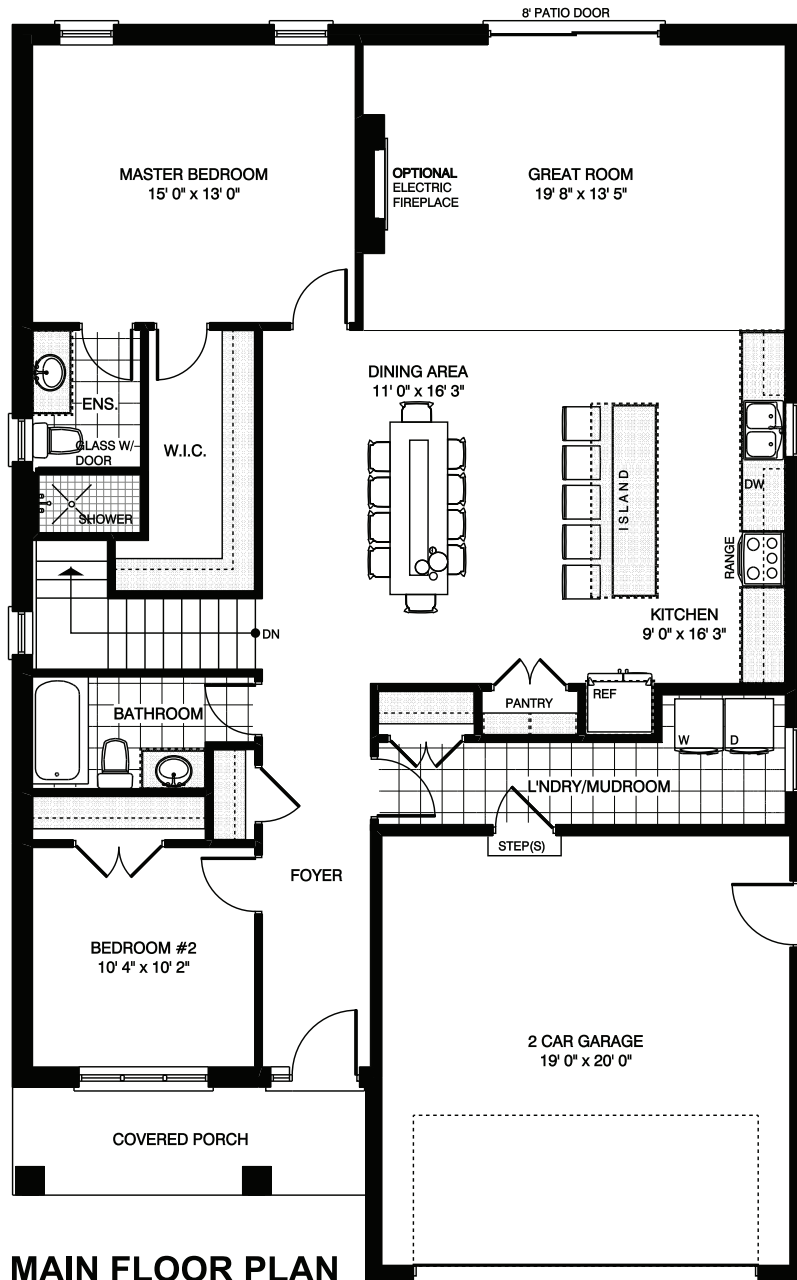 8' PATIO DOOR
MASTER BEDROOM
15' 0" x 13' 0"
OPTIONAL
ELECTRIC
FIREPLACE
GREAT ROOM
19' 8" x 13' 5"
DINING AREA
11' 0" x 16' 3"
ENS.
GLASS W/
DOOR
W.I.C.
SHOWER
ISLAND
DW
RANGE
KITCHEN
9' 0" x 16' 3"
DN
BATHROOM
PANTRY
REF
W
D
L'NDRY/MUDROOM
STEP(S)
FOYER
BEDROOM #2
10' 4" x 10' 2"
2 CAR GARAGE
19' 0" x 20' 0"
COVERED PORCH
MAIN FLOOR PLAN